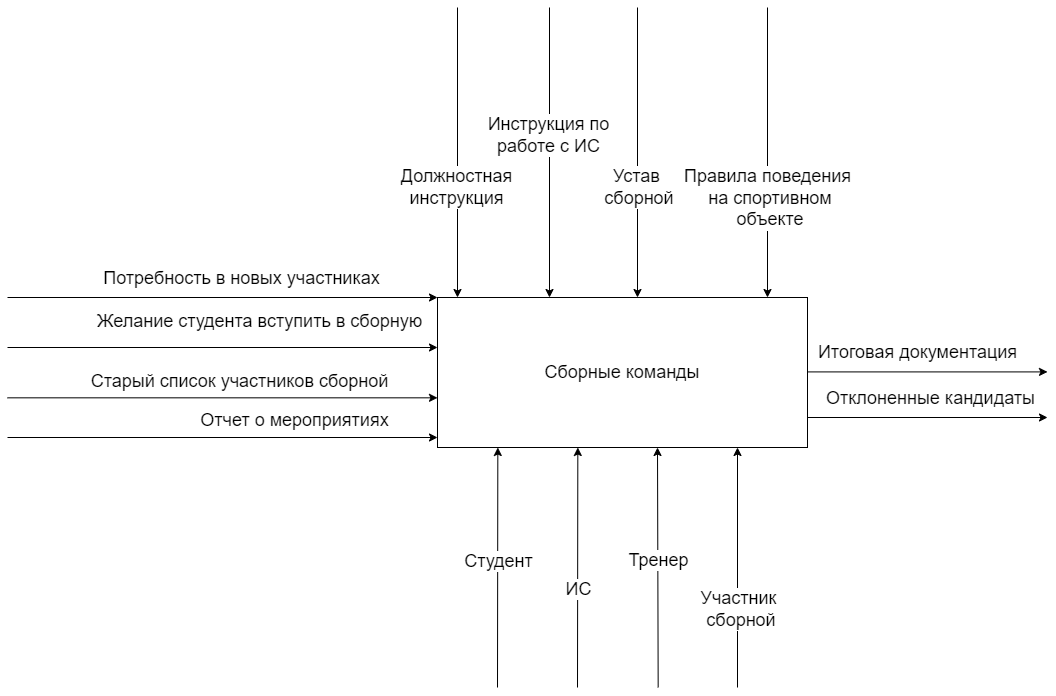 Инструкция по
работе с ИС
Должностная
инструкция
Устав
сборной
Правила поведения
на спортивном
объекте
Потребность в новых участниках
Желание студента вступить в сборную
Старый список участников сборной
Отчет о мероприятиях
Сборные команды
Итоговая документация
Отклоненные кандидаты
Студент
ИС
Тренер
Участник
сборной